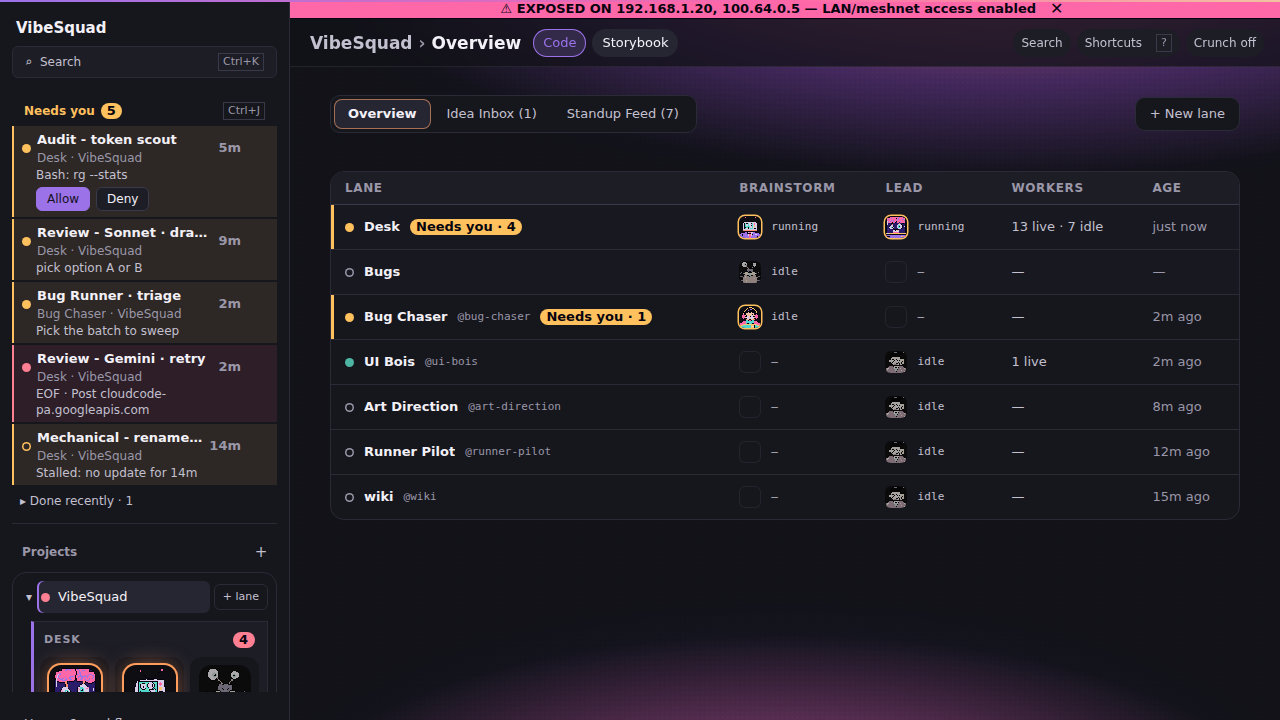 ⚠ EXPOSED ON 192.168.1.20, 100.64.0.5 — LAN/meshnet access enabled ✕
VibeSquad
Search Ctrl+K
Needs you 5 Ctrl+J
Audit - token scout 5m
Desk · VibeSquad
Bash: rg --stats
Allow Deny
Review - Sonnet · dra… 9m
Desk · VibeSquad
pick option A or B
Bug Runner · triage 2m
Bug Chaser · VibeSquad
Pick the batch to sweep
Review - Gemini · retry 2m
Desk · VibeSquad
EOF · Post cloudcode-
pa.googleapis.com
Mechanical - rename… 14m
Desk · VibeSquad
Stalled: no update for 14m
▸ Done recently · 1
Projects +
▾ VibeSquad + lane
DESK 4
VibeSquad › Overview Code Storybook Search Shortcuts ? Crunch off
Overview Idea Inbox (1) Standup Feed (7) + New lane
LANE BRAINSTORM LEAD WORKERS AGE
Desk Needs you · 4 running running 13 live · 7 idle just now
Bugs idle – — —
Bug Chaser @bug-chaser Needs you · 1 idle – — 2m ago
UI Bois @ui-bois – idle 1 live 2m ago
Art Direction @art-direction – idle — 8m ago
Runner Pilot @runner-pilot – idle — 12m ago
wiki @wiki – idle — 15m ago